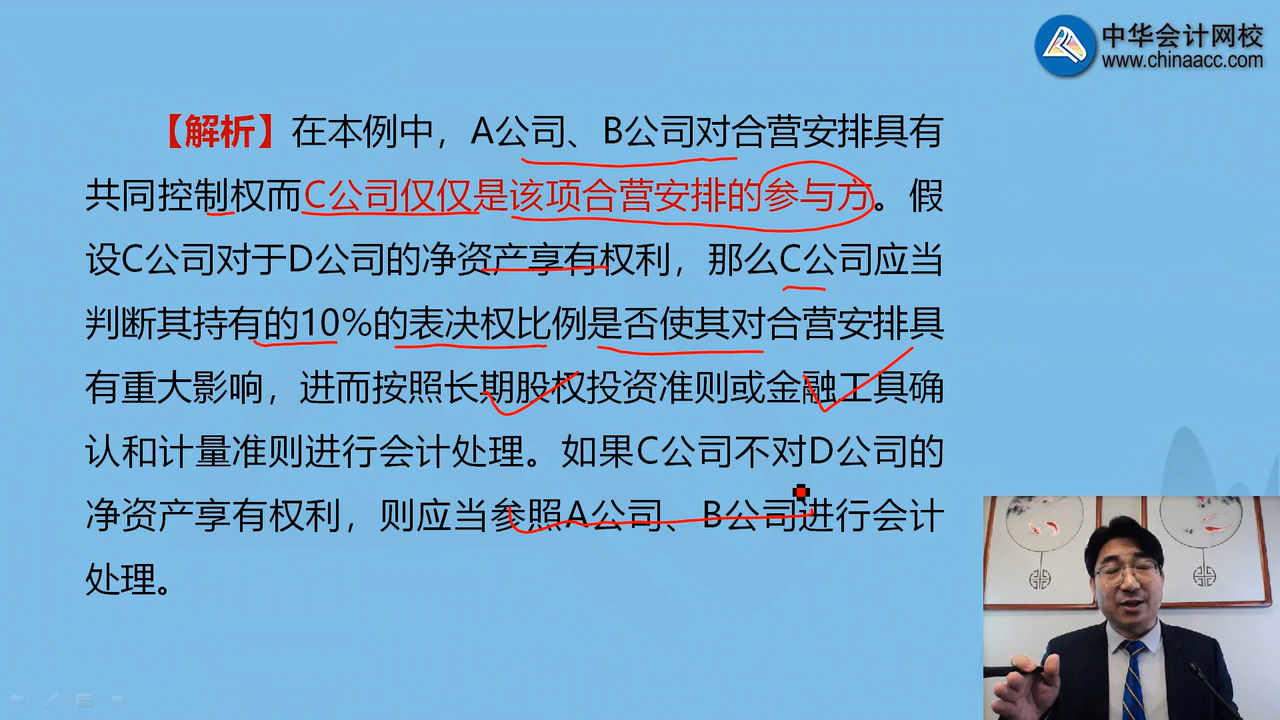 中华会计网校
www.chinaacc.com
【解析】在本例中，A公司、B公司对合营安排具有
共同控制权而C公司仅仅是该项合营安排的参与方。假
设C公司对于D公司的净资产享有权利，那么C公司应当
判断其持有的10%的表决权比例是否使其对合营安排具
有重大影响，进而按照长期股权投资准则或金融工具确
认和计量准则进行会计处理。如果C公司不对D公司的
净资产享有权利，则应当参照A公司、B公司进行会计
处理。